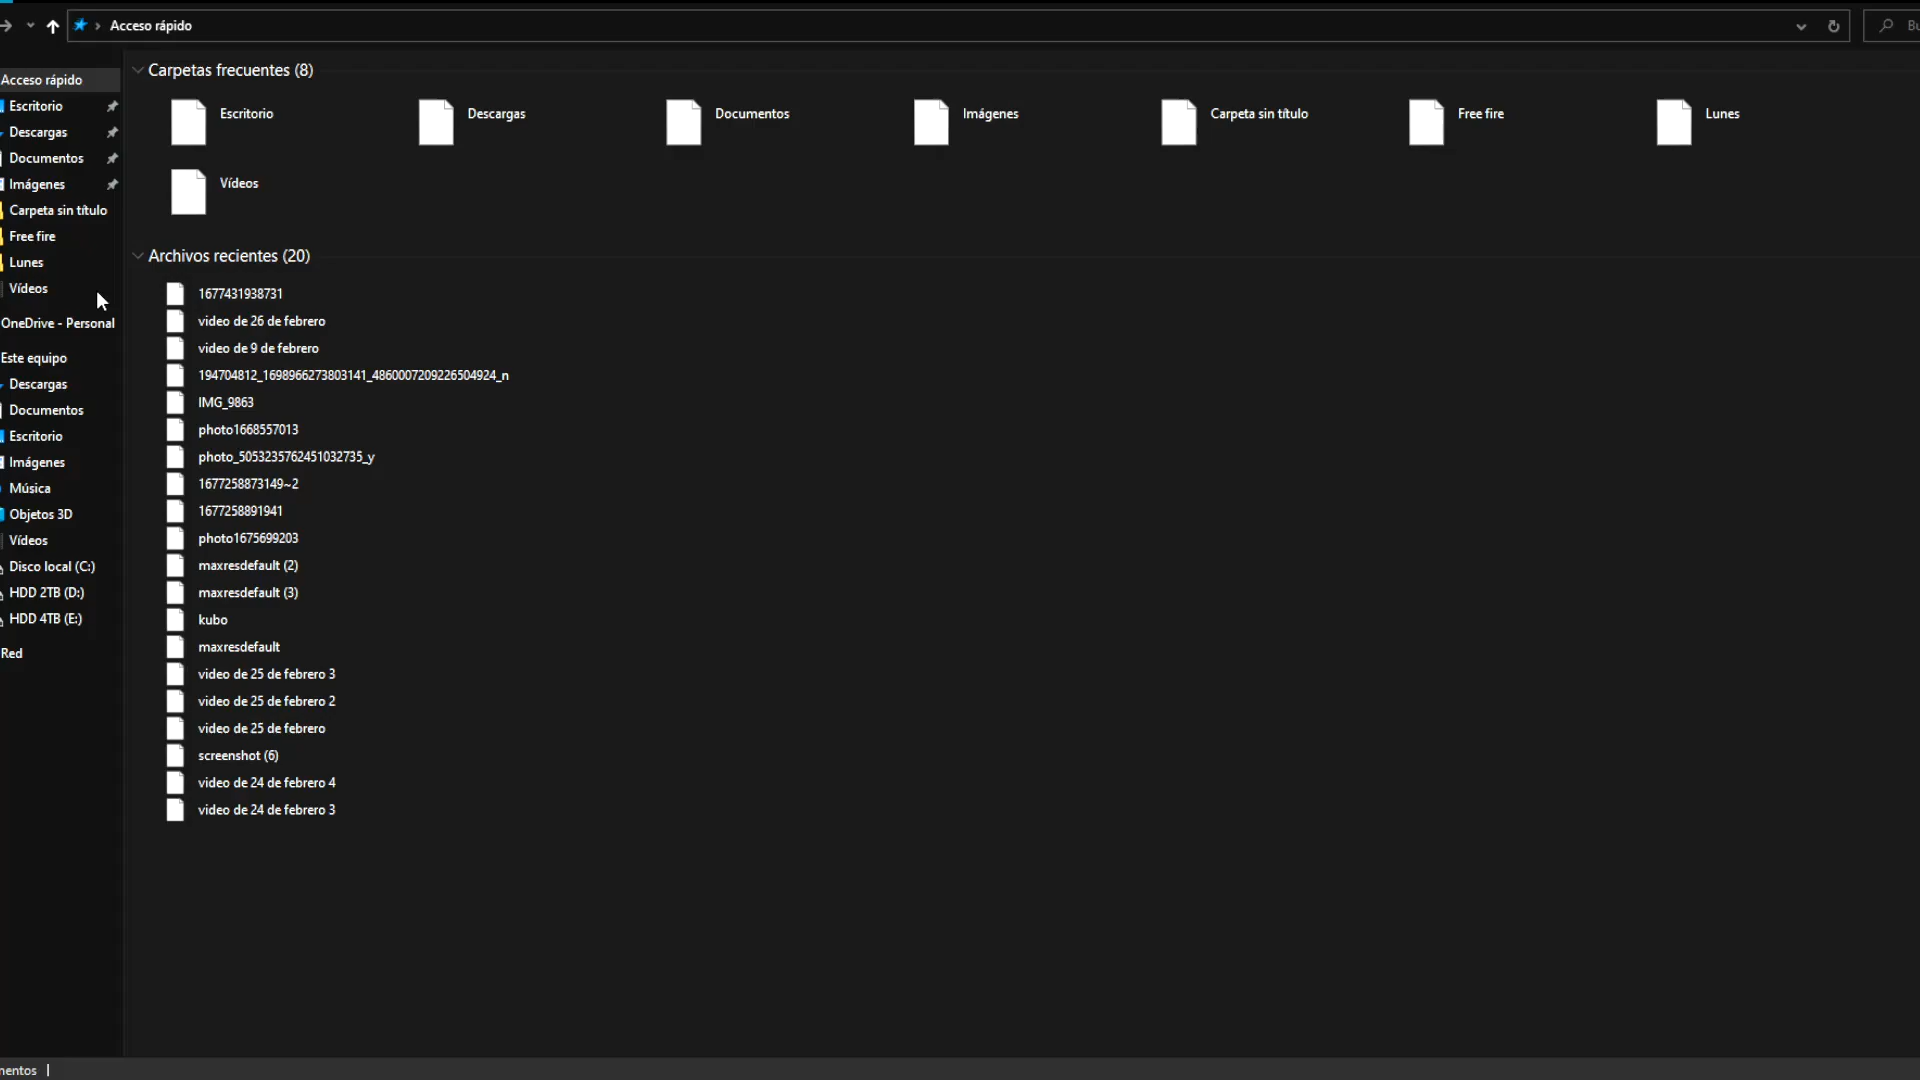 Acceso rápido
Acceso rápido
Escritorio
Descargas
Documentos
Imágenes
Carpeta sin título
Free fire
Lunes
Vídeos
OneDrive - Personal
Este equipo
Descargas
Documentos
Escritorio
Imágenes
Música
Objetos 3D
Vídeos
Disco local (C:)
HDD 2TB (D:)
HDD 4TB (E:)
Red
Carpetas frecuentes (8)
Escritorio
Descargas
Documentos
Imágenes
Carpeta sin título
Free fire
Lunes
Vídeos
Archivos recientes (20)
1677431938731
video de 26 de febrero
video de 9 de febrero
194704812_1698966273803141_4860007209226504924_n
IMG_9863
photo1668557013
photo_5053235762451032735_y
1677258873149~2
1677258891941
photo1675699203
maxresdefault (2)
maxresdefault (3)
kubo
maxresdefault
video de 25 de febrero 3
video de 25 de febrero 2
video de 25 de febrero
screenshot (6)
video de 24 de febrero 4
video de 24 de febrero 3